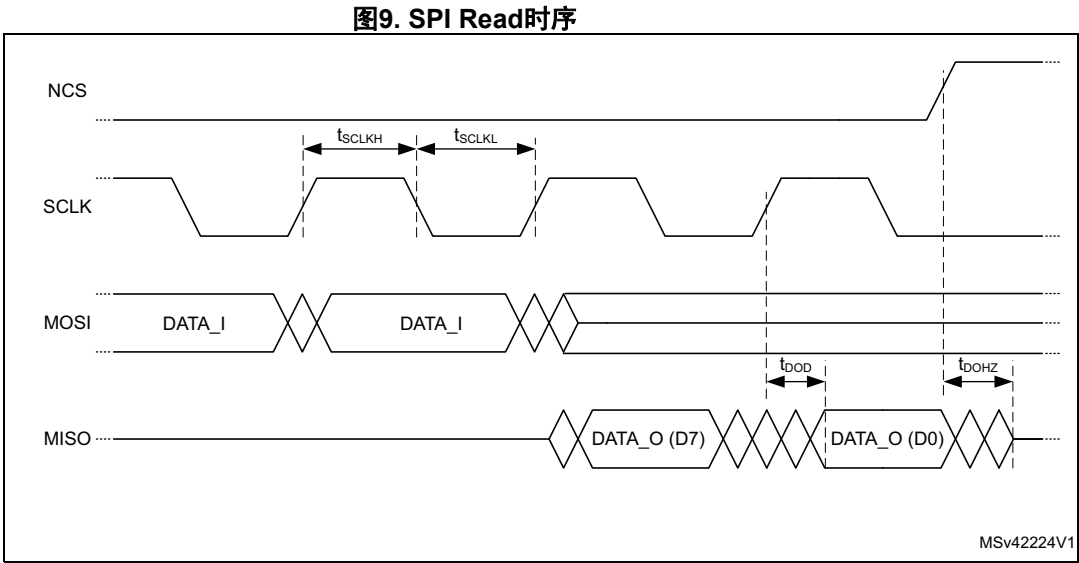 图9. SPI Read时序
NCS
tSCLKH
tSCLKL
SCLK
MOSI
DATA_I
DATA_I
tDOD
tDOHZ
MISO
DATA_O (D7)
DATA_O (D0)
MSv42224V1